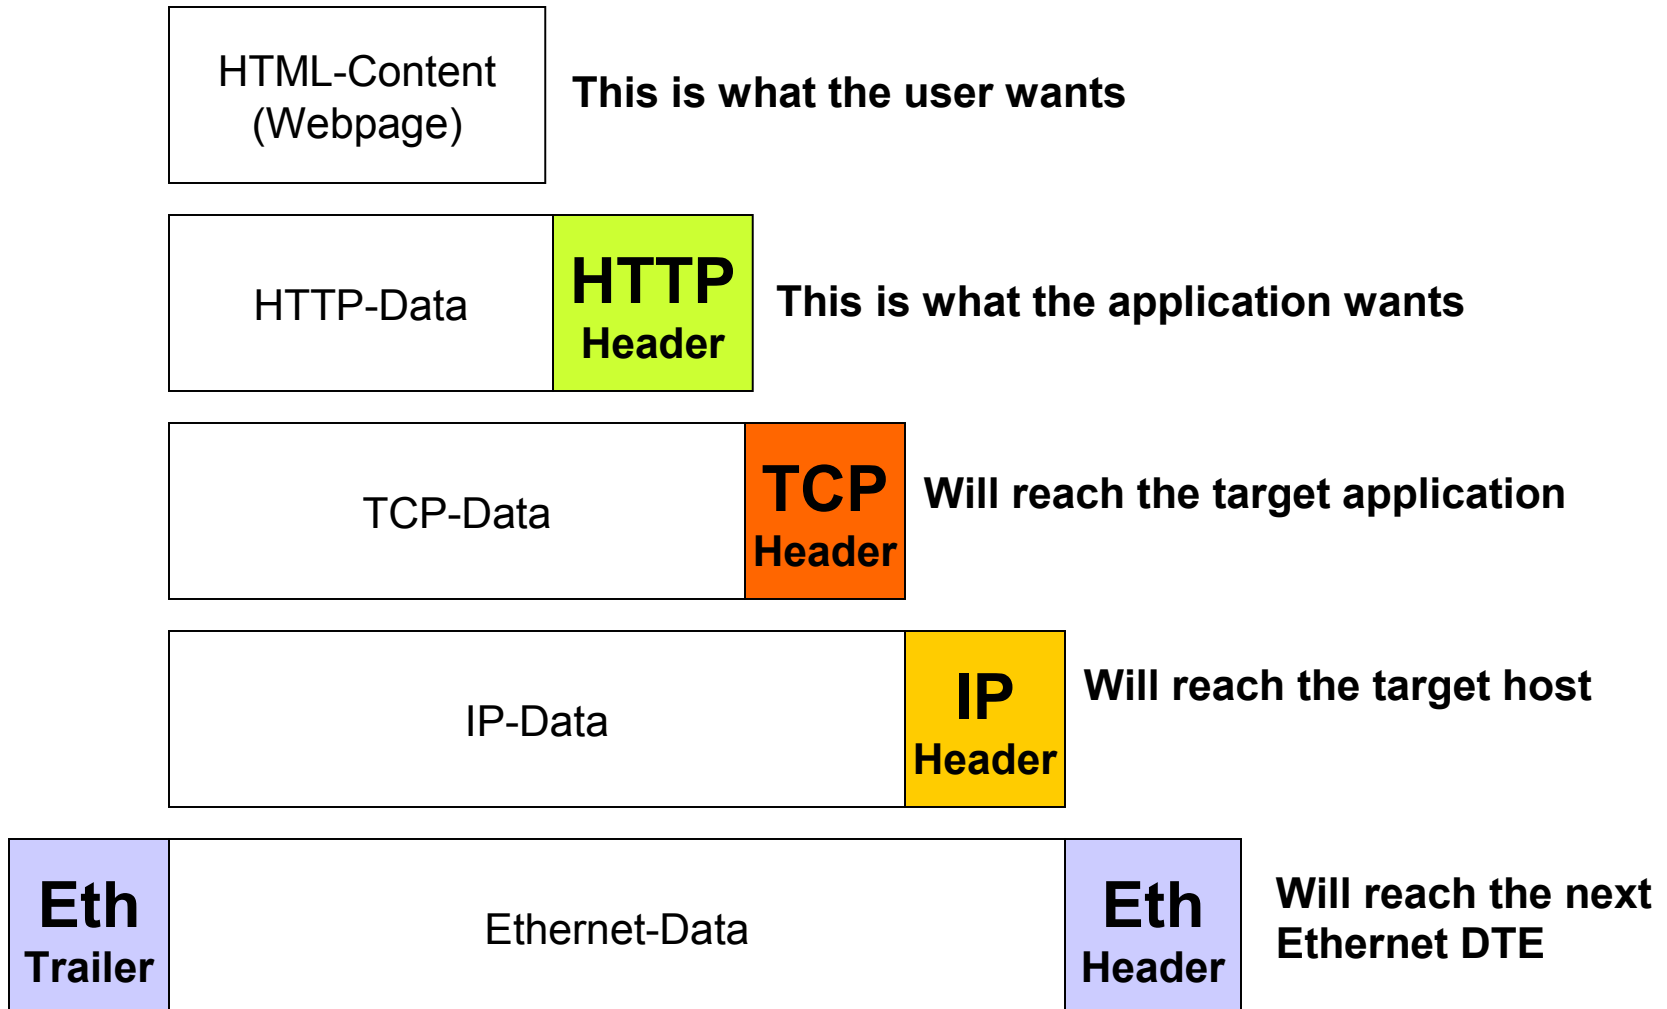 HTML-Content
(Webpage)
This is what the user wants
HTTP-Data
HTTP
Header
This is what the application wants
TCP-Data
TCP
Header
Will reach the target application
IP-Data
IP
Header
Will reach the target host
Eth
Trailer
Ethernet-Data
Eth
Header
Will reach the next
Ethernet DTE